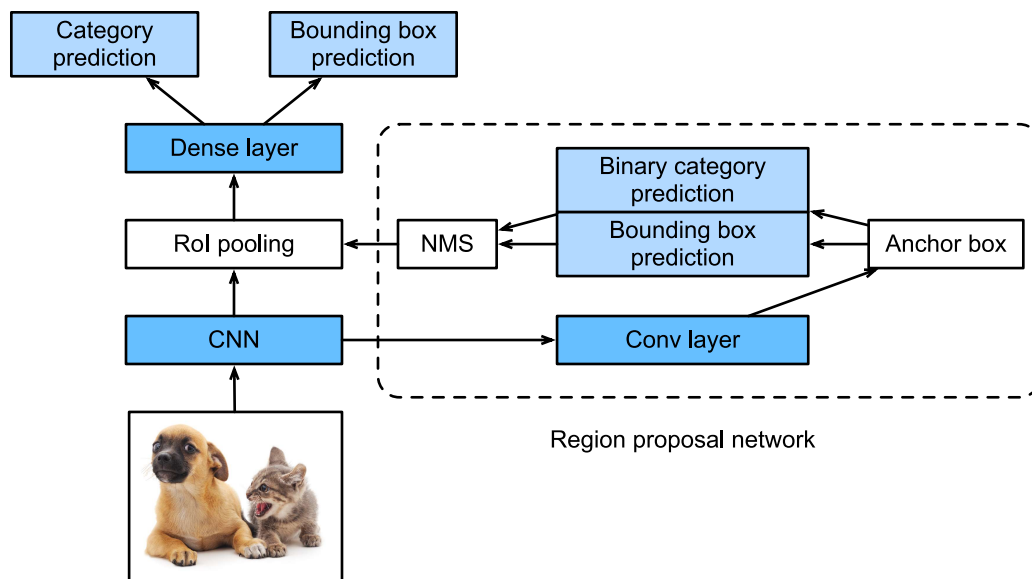 Category
prediction
Bounding box
prediction
Dense layer
Binary category
prediction
RoI pooling
NMS
Bounding box
prediction
Anchor box
CNN
Conv layer
Region proposal network